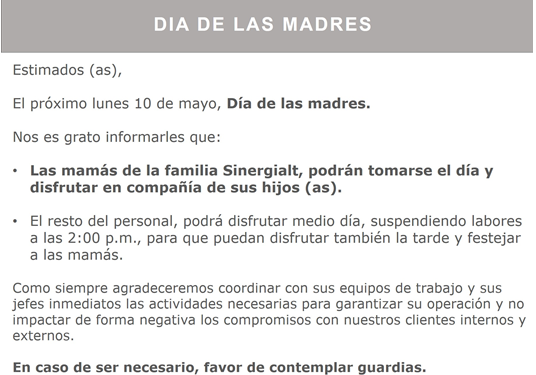 DIA DE LAS MADRES
Estimados (as),
El próximo lunes 10 de mayo, Día de las madres.
Nos es grato informarles que:
• Las mamás de la familia Sinergialt, podrán tomarse el día y
disfrutar en compañía de sus hijos (as).
• El resto del personal, podrá disfrutar medio día, suspendiendo labores
a las 2:00 p.m., para que puedan disfrutar también la tarde y festejar
a las mamás.
Como siempre agradeceremos coordinar con sus equipos de trabajo y sus
jefes inmediatos las actividades necesarias para garantizar su operación y no
impactar de forma negativa los compromisos con nuestros clientes internos y
externos.
En caso de ser necesario, favor de contemplar guardias.